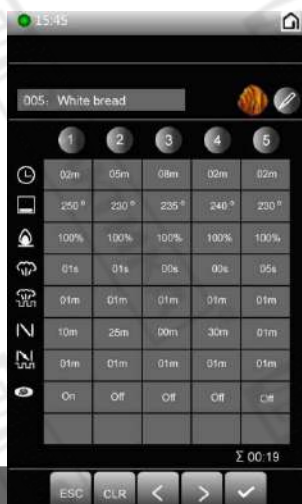 15:45
005: White bread
1 2 3 4 5
02m 05m 08m 02m 02m
250° 230° 235° 240° 230°
100% 100% 100% 100% 100%
01s 01s 00s 00s 05s
01m 01m 01m 01m 01m
10m 25m 00m 30m 01m
01m 01m 01m 01m 01m
On Off Off Off Off
Σ 00:19
ESC CLR < >